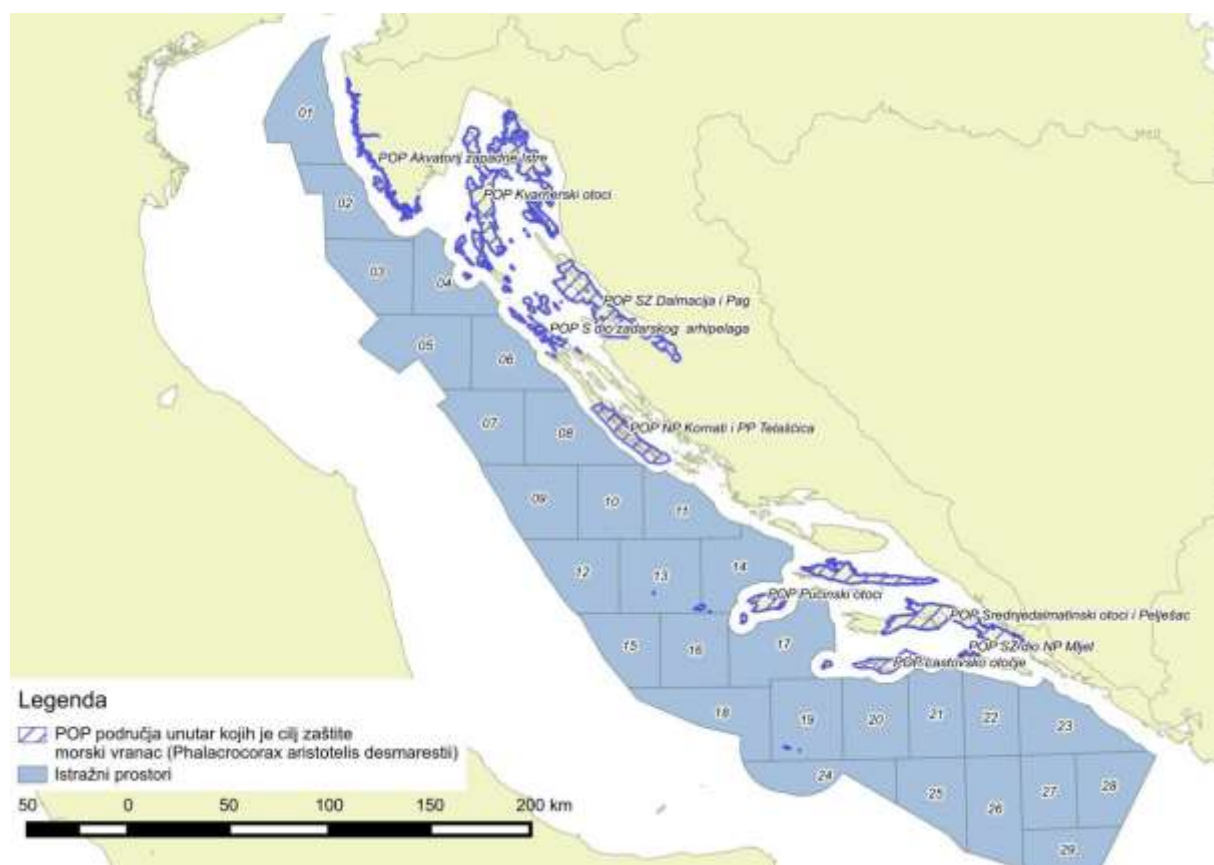 01
02
POP Akvatorij zapadne Istre
POP Kvarnerski otoci
03
04
POP SZ Dalmacija i Pag
POP S dio zadarskog arhipelaga
05
06
07
08
POP NP Kornati i PP Telašćica
09
10
11
12
13
14
POP Pučinski otoci
POP Srednjedalmatinski otoci i Pelješac
POP SZ dio NP Mljet
POP Lastovsko otočje
15
16
17
18
19
20
21
22
23
24
25
26
27
28
29
Legenda
POP područja unutar kojih je cilj zaštite
morski vranac (Phalacrocorax aristotelis desmarestii)
Istražni prostori
50 0 50 100 150 200 km